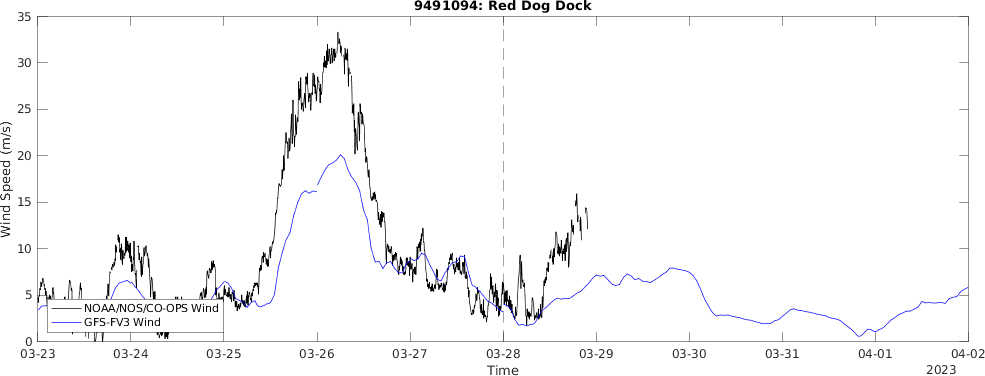 9491094: Red Dog Dock
35
30
25
20
15
10
5
0
Wind Speed (m/s)
NOAA/NOS/CO-OPS Wind
GFS-FV3 Wind
03-23 03-24 03-25 03-26 03-27 03-28 03-29 03-30 03-31 04-01 04-02
Time
2023